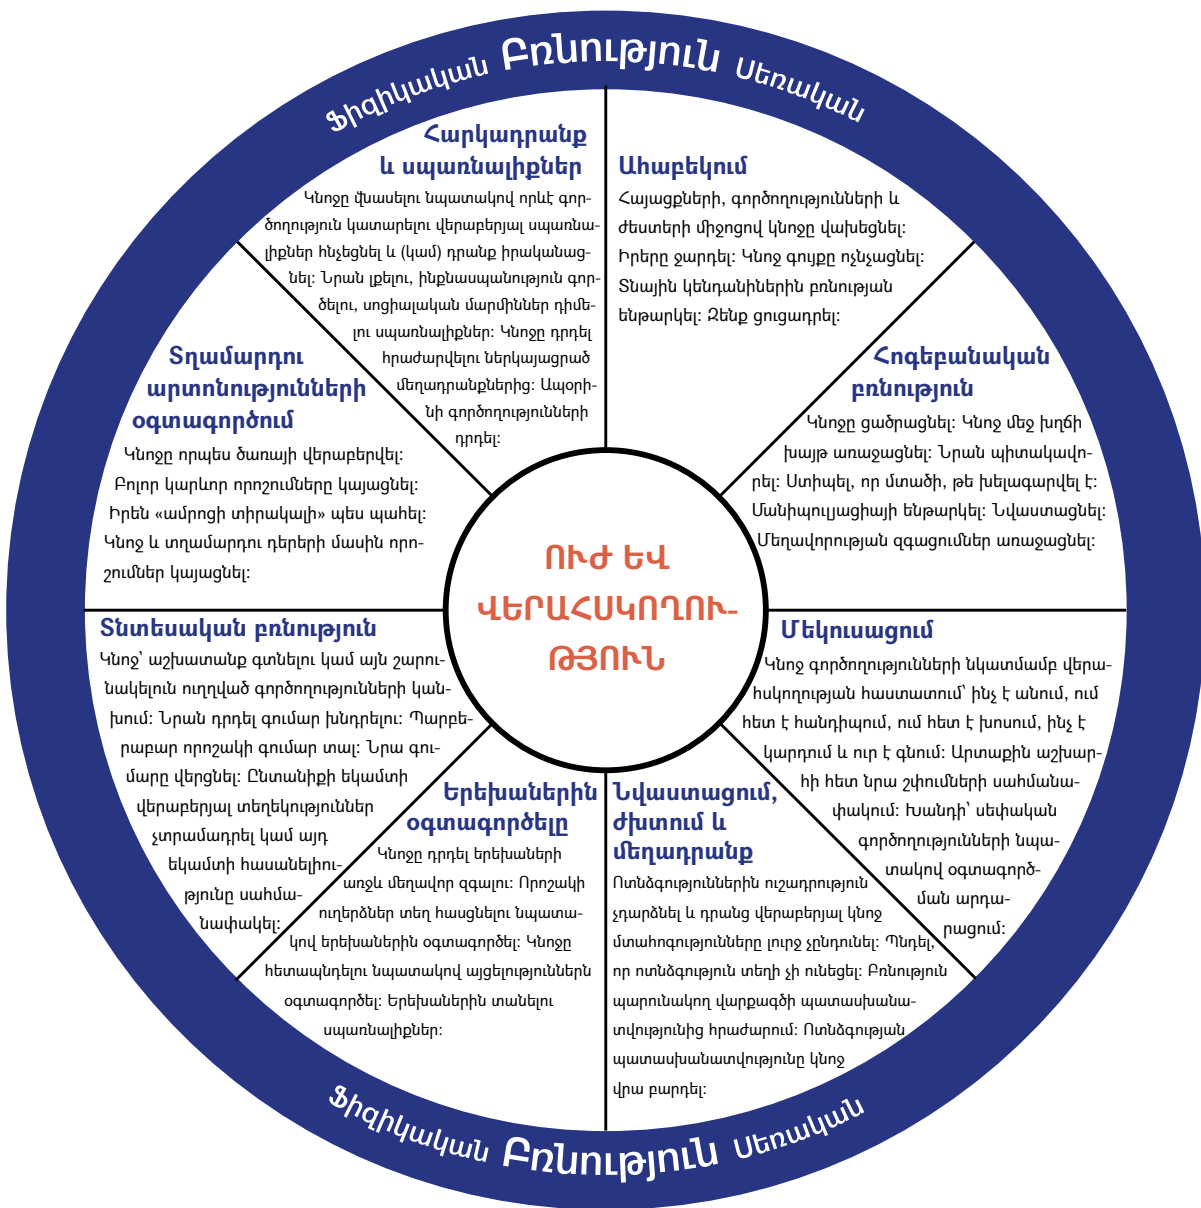 Ֆիզիկական Բռնություն Սեռական
Հարկադրանք
և սպառնալիքներ
Կնոջը վնասելու նպատակով որևէ գոր-
ծողություն կատարելու վերաբերյալ սպառնա-
լիքներ հնչեցնել և (կամ) դրանք իրականաց-
նել: Նրան լքելու, ինքնասպանություն գոր-
ծելու, սոցիալական մարմիններ դիմե-
լու սպառնալիքներ: Կնոջը դրդել
հրաժարվելու ներկայացրած
մեղադրանքներից: Ապօրի-
նի գործողությունների
դրդել:
Ահաբեկում
Հայացքների, գործողությունների և
ժեստերի միջոցով կնոջը վախեցնել:
Իրերը ջարդել: Կնոջ գույքը ոչնչացնել:
Տնային կենդանիներին բռնության
ենթարկել: Զենք ցուցադրել:
Հոգեբանական
բռնություն
Կնոջը ցածրացնել: Կնոջ մեջ խղճի
խայթ առաջացնել: Նրան պիտակավո-
րել: Ստիպել, որ մտածի, թե խելագարվել է:
Մանիպուլյացիայի ենթարկել: Նվաստացնել:
Մեղավորության զգացումներ առաջացնել:
Մեկուսացում
Կնոջ գործողությունների նկատմամբ վերա-
հսկողության հաստատում՝ ինչ է անում, ում
հետ է հանդիպում, ում հետ է խոսում, ինչ է
կարդում և ուր է գնում: Արտաքին աշխար-
հի հետ նրա շփումների սահմանա-
փակում: Խանդի՝ սեփական
գործողությունների նպա-
տակով օգտագործ-
ման արդա-
րացում:
Նվաստացում,
ժխտում և
մեղադրանք
Ոտնձգություններին ուշադրություն
չդարձնել և դրանց վերաբերյալ կնոջ
մտահոգությունները լուրջ չընդունել: Պնդել,
որ ոտնձգություն տեղի չի ունեցել: Բռնություն
պարունակող վարքագծի պատասխանա-
տվությունից հրաժարում: Ոտնձգության
պատասխանատվությունը կնոջ
վրա բարդել:
Երեխաներին
օգտագործելը
Կնոջը դրդել երեխաների
առջև մեղավոր զգալու: Որոշակի
ուղերձներ տեղ հասցնելու նպատա-
կով երեխաներին օգտագործել: Կնոջը
հետապնդելու նպատակով այցելություններն
օգտագործել: Երեխաներին տանելու
սպառնալիքներ:
Տնտեսական բռնություն
Կնոջ՝ աշխատանք գտնելու կամ այն շարու-
նակելուն ուղղված գործողությունների կան-
խում: Նրան դրդել գումար խնդրելու: Պարբե-
րաբար որոշակի գումար տալ: Նրա գու-
մարը վերցնել: Ընտանիքի եկամտի
վերաբերյալ տեղեկություններ
չտրամադրել կամ այդ
եկամտի հասանելիու-
թյունը սահմա-
նափակել:
Տղամարդու
արտոնությունների
օգտագործում
Կնոջը որպես ծառայի վերաբերվել:
Բոլոր կարևոր որոշումները կայացնել:
Իրեն «ամրոցի տիրակալի» պես պահել:
Կնոջ և տղամարդու դերերի մասին որո-
շումներ կայացնել:
ՈՒԺ ԵՎ
ՎԵՐԱՀՍԿՈՂՈՒ-
ԹՅՈՒՆ
Ֆիզիկական Բռնություն Սեռական